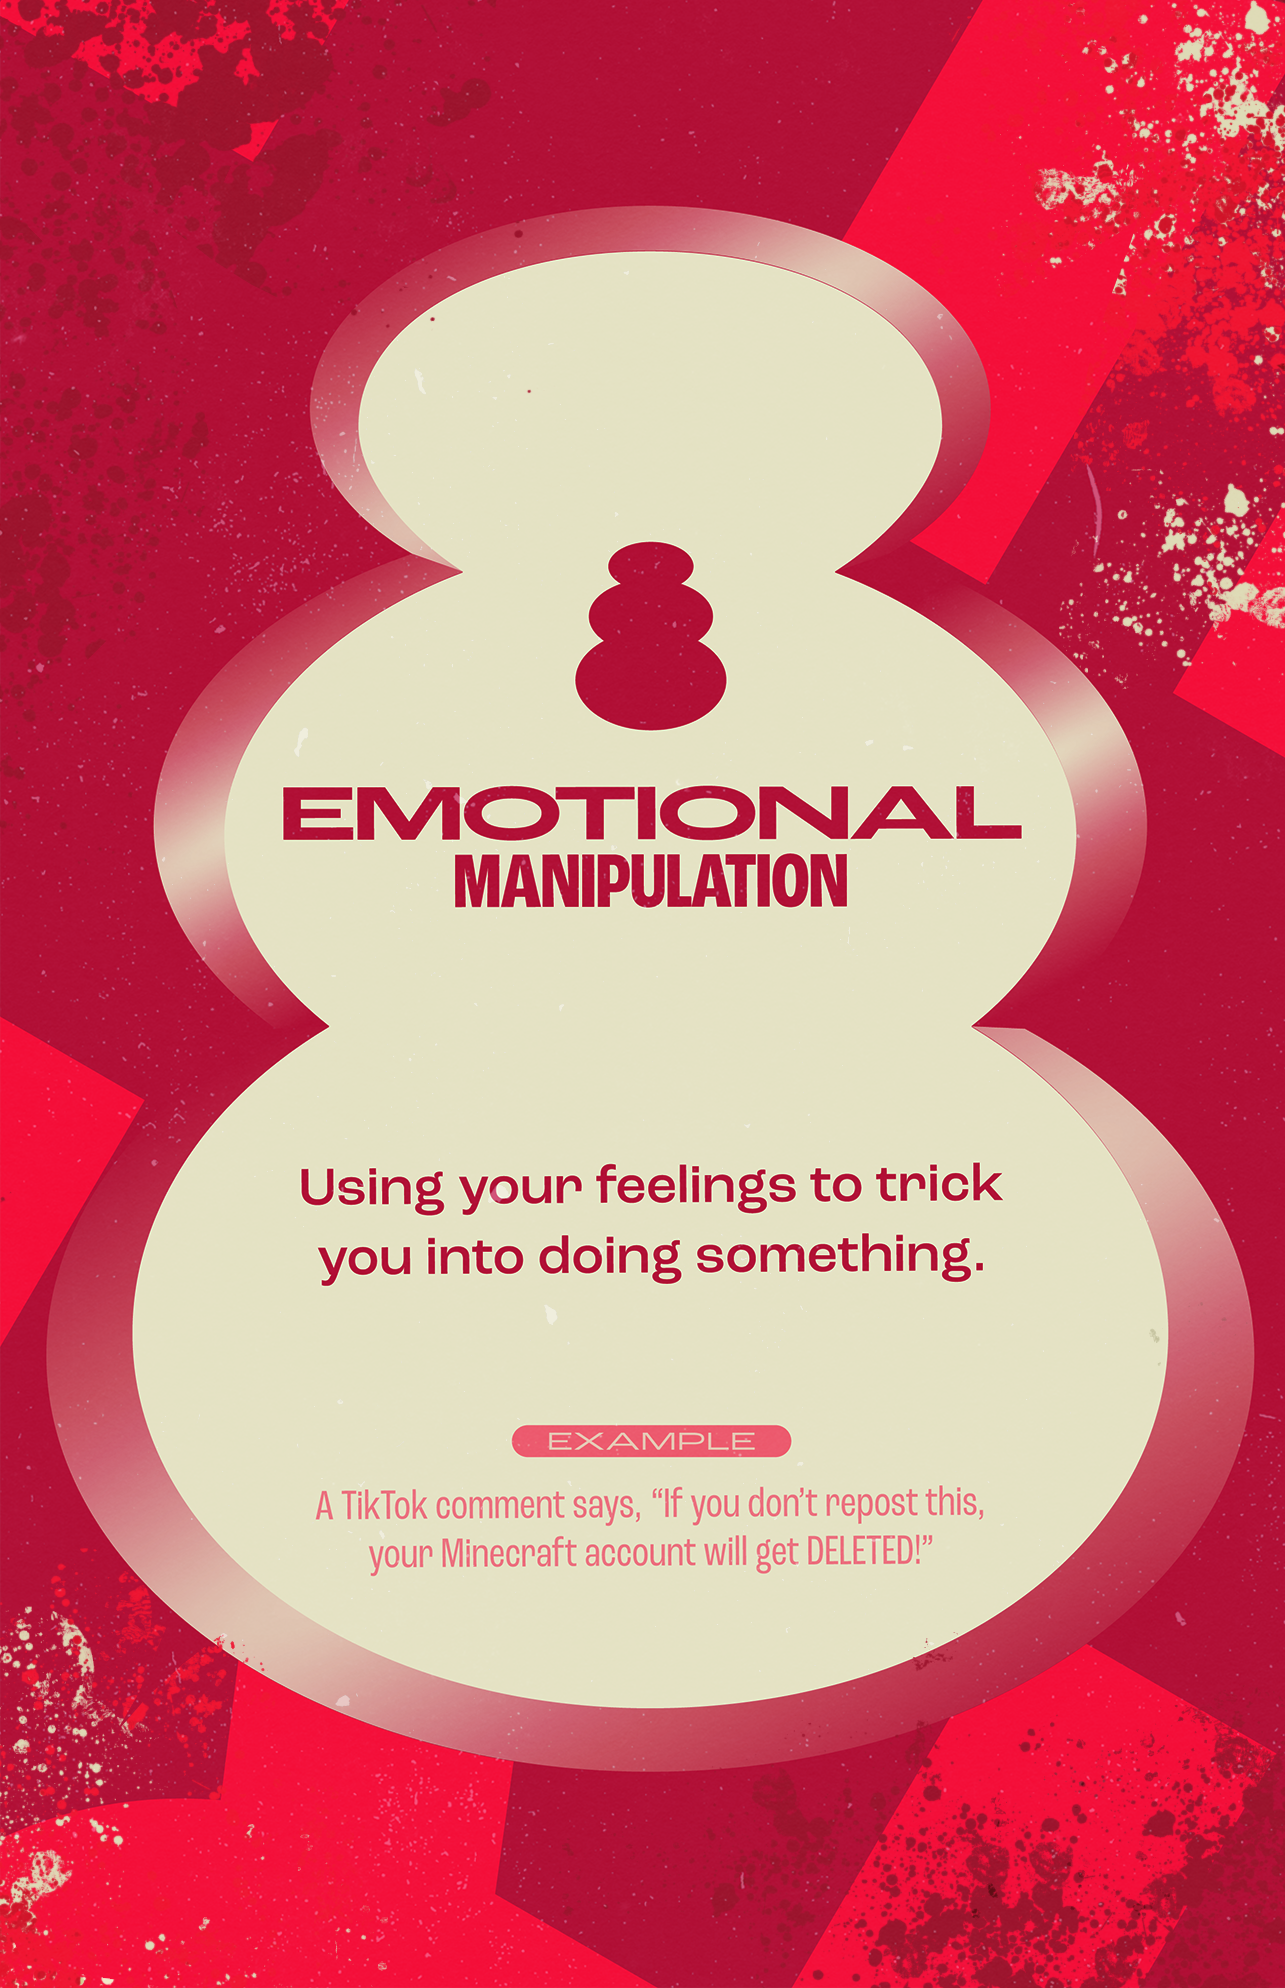 EMOTIONAL
MANIPULATION
Using your feelings to trick
you into doing something.
EXAMPLE
A TikTok comment says, “If you don’t repost this,
your Minecraft account will get DELETED!”